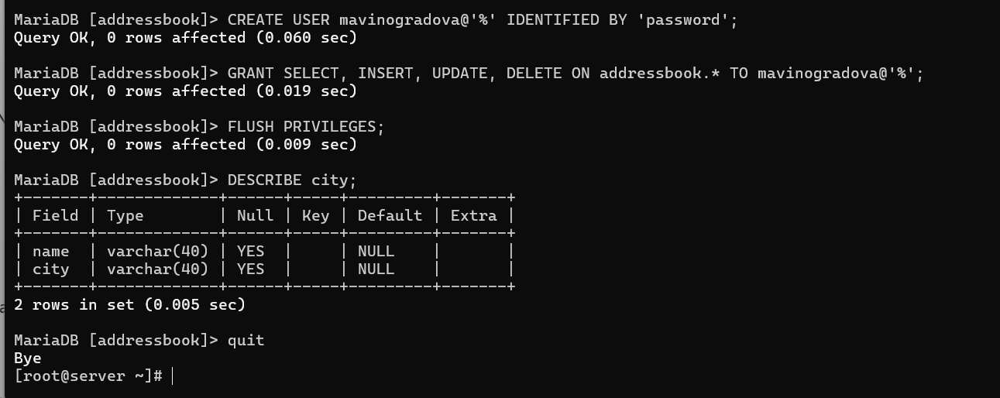 MariaDB [addressbook]> CREATE USER mavinogradova@'%' IDENTIFIED BY 'password';
Query OK, 0 rows affected (0.060 sec)
MariaDB [addressbook]> GRANT SELECT, INSERT, UPDATE, DELETE ON addressbook.* TO mavinogradova@'%';
Query OK, 0 rows affected (0.019 sec)
MariaDB [addressbook]> FLUSH PRIVILEGES;
Query OK, 0 rows affected (0.009 sec)
MariaDB [addressbook]> DESCRIBE city;
+-------+-------------+------+-----+---------+-------+
| Field | Type        | Null | Key | Default | Extra |
+-------+-------------+------+-----+---------+-------+
| name  | varchar(40) | YES  |     | NULL    |       |
| city  | varchar(40) | YES  |     | NULL    |       |
+-------+-------------+------+-----+---------+-------+
2 rows in set (0.005 sec)
MariaDB [addressbook]> quit
Bye
[root@server ~]#